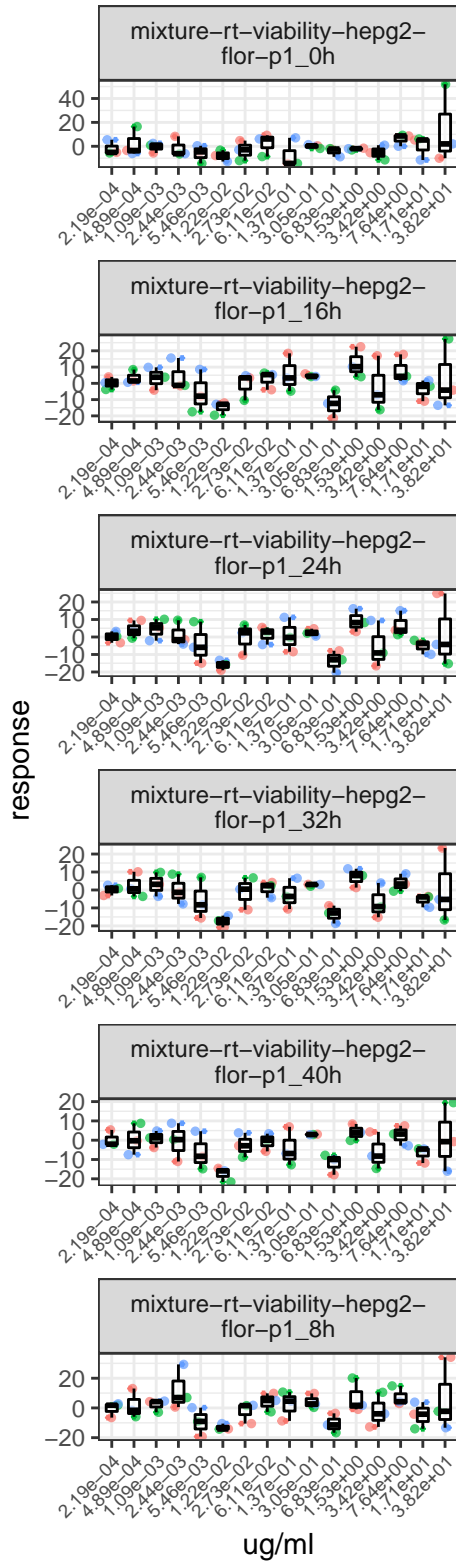 mixture−rt−viability−hepg2−
flor−p1_0h
40
20
0
2.19e−04
4.89e−04
1.09e−03
2.44e−03
5.46e−03
1.22e−02
2.73e−02
6.11e−02
1.37e−01
3.05e−01
6.83e−01
1.53e+00
3.42e+00
7.64e+00
1.71e+01
3.82e+01
mixture−rt−viability−hepg2−
flor−p1_16h
20
10
0
−10
−20
2.19e−04
4.89e−04
1.09e−03
2.44e−03
5.46e−03
1.22e−02
2.73e−02
6.11e−02
1.37e−01
3.05e−01
6.83e−01
1.53e+00
3.42e+00
7.64e+00
1.71e+01
3.82e+01
mixture−rt−viability−hepg2−
flor−p1_24h
20
10
0
−10
−20
2.19e−04
4.89e−04
1.09e−03
2.44e−03
5.46e−03
1.22e−02
2.73e−02
6.11e−02
1.37e−01
3.05e−01
6.83e−01
1.53e+00
3.42e+00
7.64e+00
1.71e+01
3.82e+01
response
mixture−rt−viability−hepg2−
flor−p1_32h
20
10
0
−10
−20
2.19e−04
4.89e−04
1.09e−03
2.44e−03
5.46e−03
1.22e−02
2.73e−02
6.11e−02
1.37e−01
3.05e−01
6.83e−01
1.53e+00
3.42e+00
7.64e+00
1.71e+01
3.82e+01
mixture−rt−viability−hepg2−
flor−p1_40h
20
10
0
−10
−20
2.19e−04
4.89e−04
1.09e−03
2.44e−03
5.46e−03
1.22e−02
2.73e−02
6.11e−02
1.37e−01
3.05e−01
6.83e−01
1.53e+00
3.42e+00
7.64e+00
1.71e+01
3.82e+01
mixture−rt−viability−hepg2−
flor−p1_8h
20
0
−20
2.19e−04
4.89e−04
1.09e−03
2.44e−03
5.46e−03
1.22e−02
2.73e−02
6.11e−02
1.37e−01
3.05e−01
6.83e−01
1.53e+00
3.42e+00
7.64e+00
1.71e+01
3.82e+01
ug/ml